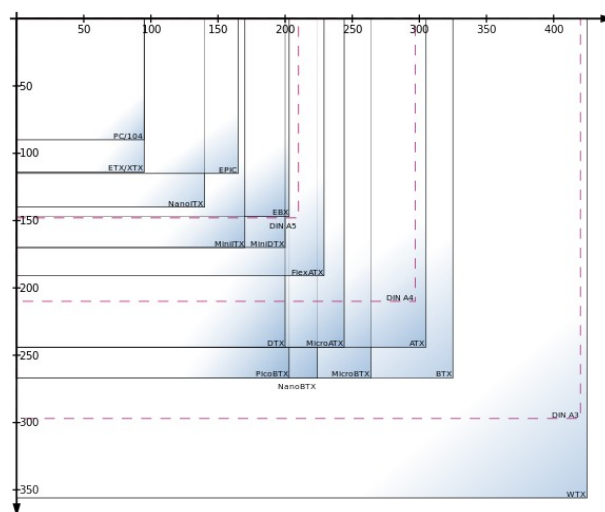 50 100 150 200 250 300 350 400
50
PC/104
100
ETX/XTX EPIC
NanoITX
150
EBX
DIN A5
MiniITX MiniDTX
FlexATX
200
DIN A4
DTX MicroATX ATX
250
PicoBTX MicroBTX BTX
NanoBTX
300
DIN A3
350
WTX